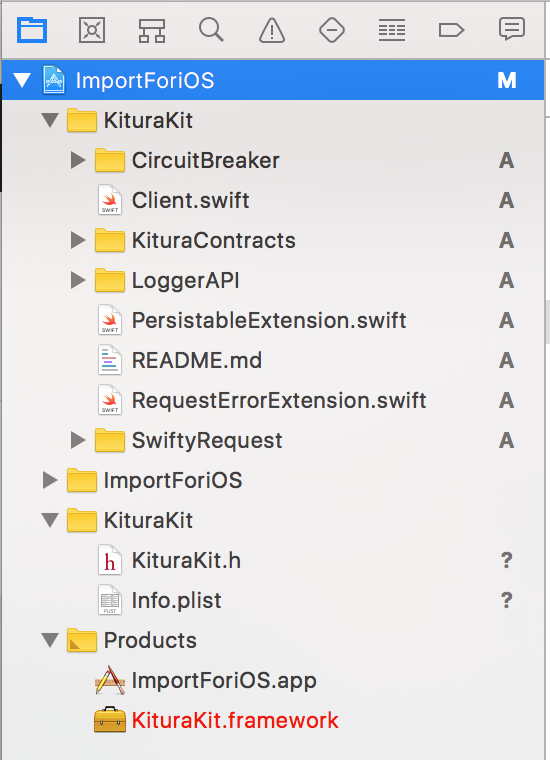 ImportForiOS M
KituraKit
CircuitBreaker A
Client.swift A
KituraContracts A
LoggerAPI A
PersistableExtension.swift A
README.md A
RequestErrorExtension.swift A
SwiftyRequest A
ImportForiOS
KituraKit
KituraKit.h ?
Info.plist ?
Products
ImportForiOS.app
KituraKit.framework